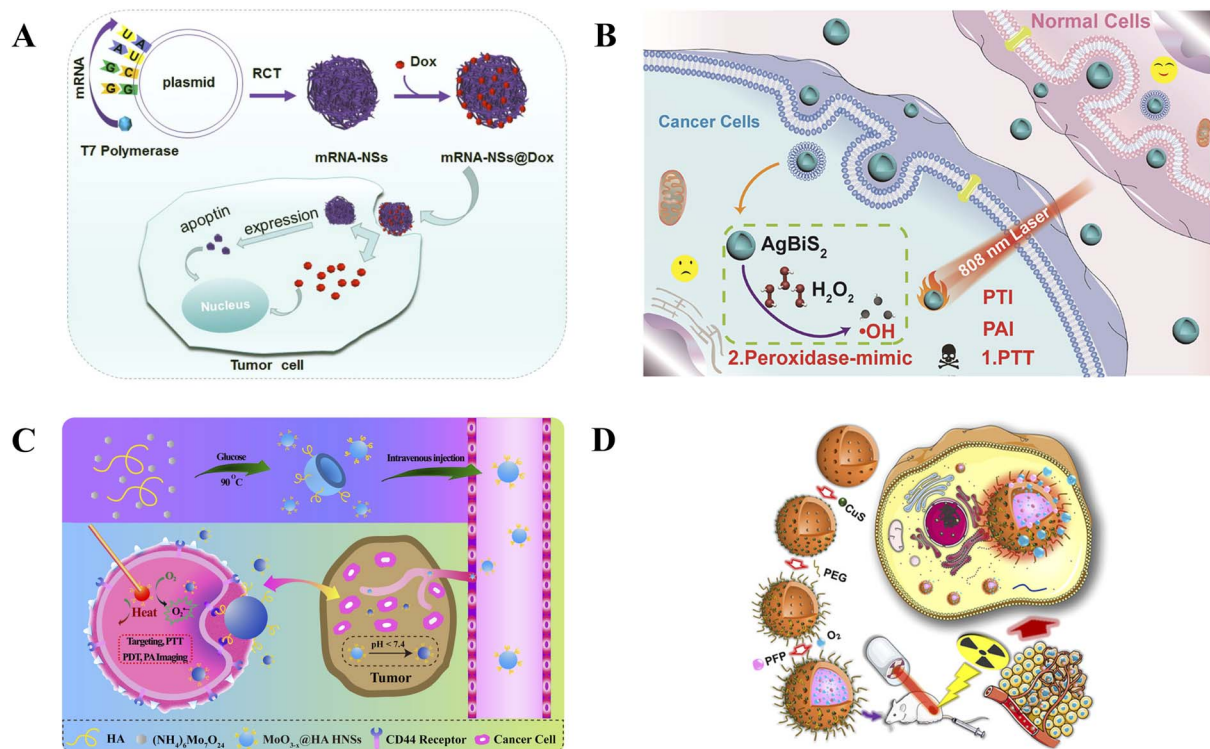 A
mRNA
U
A
A
U
G
C
G
G
plasmid
T7 Polymerase
RCT
Dox
mRNA-NSs
mRNA-NSs@Dox
apoptin
expression
Nucleus
Tumor cell
B
Normal Cells
Cancer Cells
AgBiS₂
H₂O₂
•OH
2.Peroxidase-mimic
808 nm Laser
PTI
PAI
1.PTT
C
Glucose
90 °C
Intravenous injection
O₂
Heat
Targeting, PTT
PDT, PA Imaging
pH < 7.4
Tumor
HA
(NH₄)₆Mo₇O₂₄
MoO₃₋ₓ@HA HNSs
CD44 Receptor
Cancer Cell
D
CuS
PEG
O₂
PFP